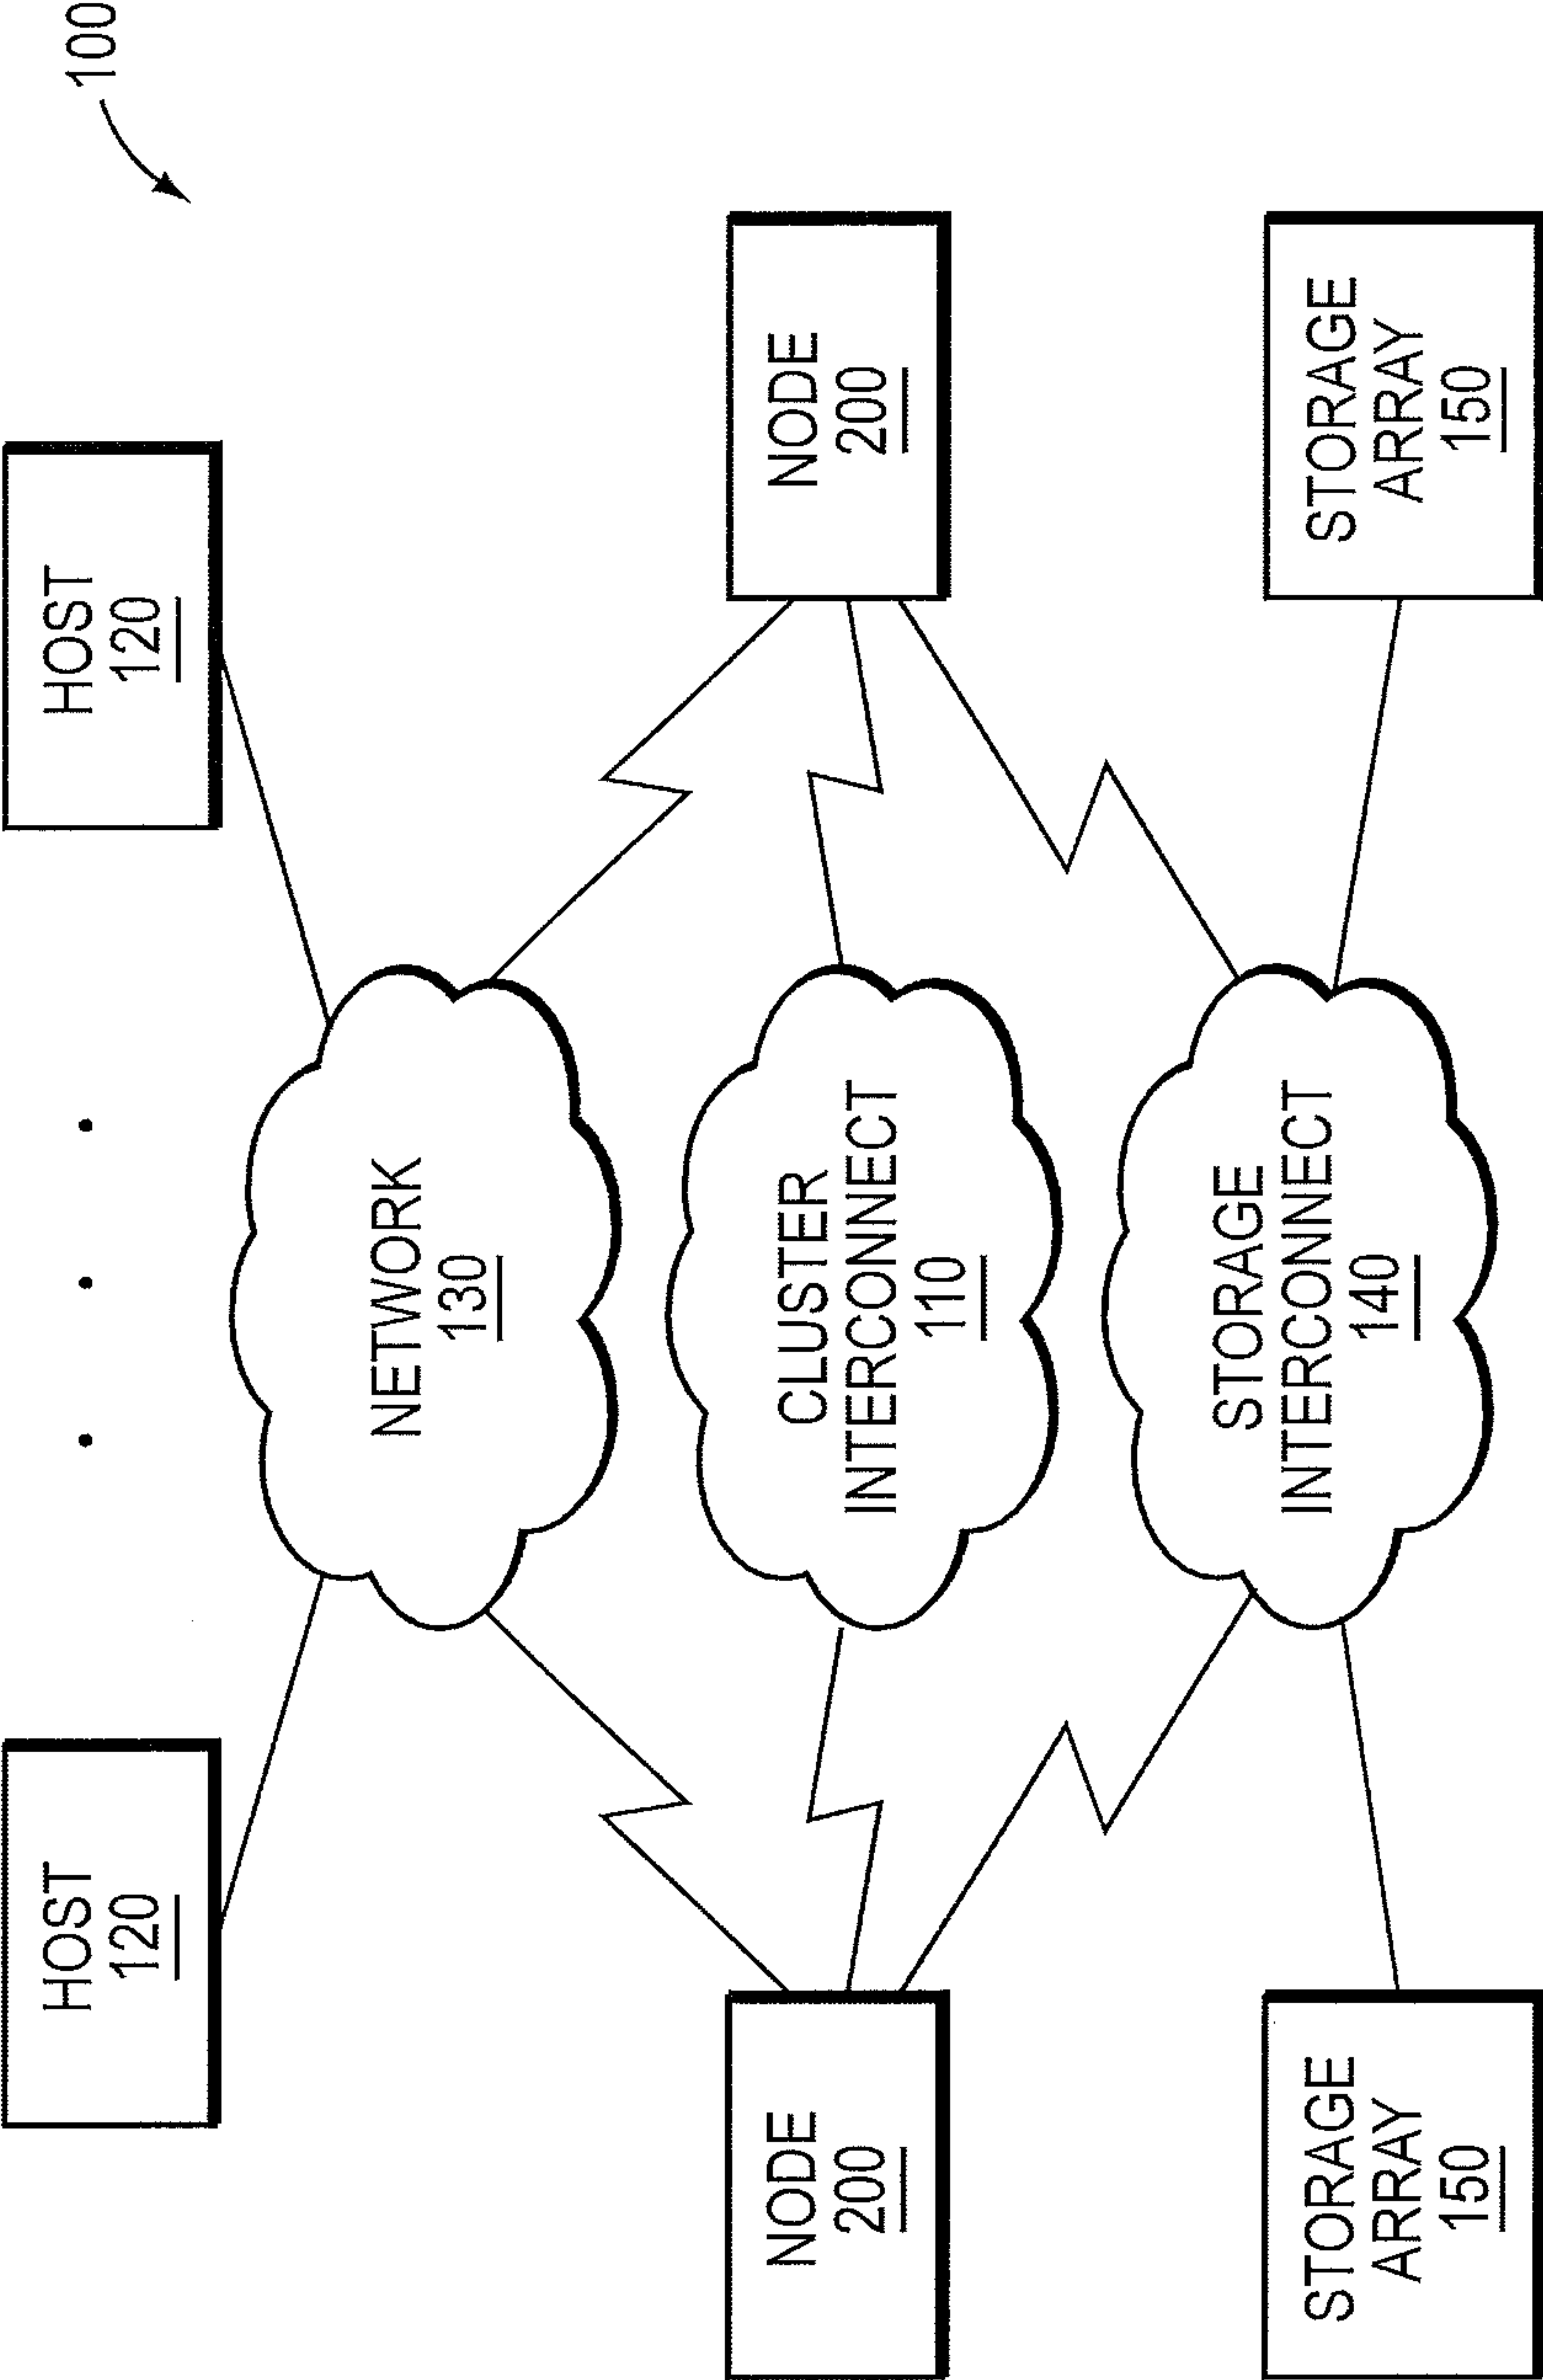 100
HOST
120
HOST
120
NETWORK
130
NODE
200
CLUSTER
INTERCONNECT
110
NODE
200
STORAGE
ARRAY
150
STORAGE
INTERCONNECT
140
STORAGE
ARRAY
150